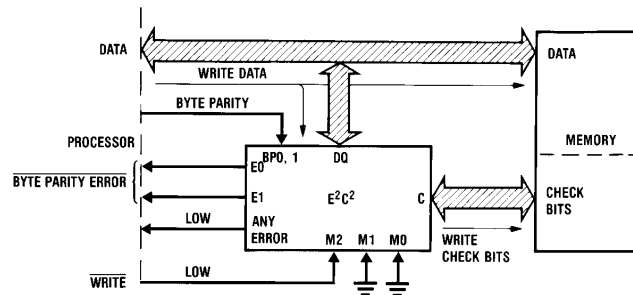 DATA
DATA
WRITE DATA
BYTE PARITY
PROCESSOR
MEMORY
BP0, 1
DQ
E0
BYTE PARITY ERROR
E1
E²C²
C
CHECK
BITS
ANY
ERROR
LOW
M2
M1
M0
WRITE
CHECK BITS
WRITE
LOW